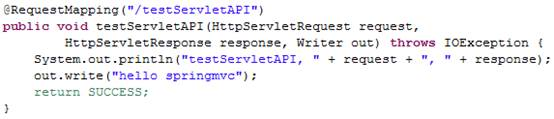 @RequestMapping("/testServletAPI")
public void testServletAPI(HttpServletRequest request,
        HttpServletResponse response, Writer out) throws IOException {
    System.out.println("testServletAPI, " + request + ", " + response);
    out.write("hello springmvc");
    return SUCCESS;
}